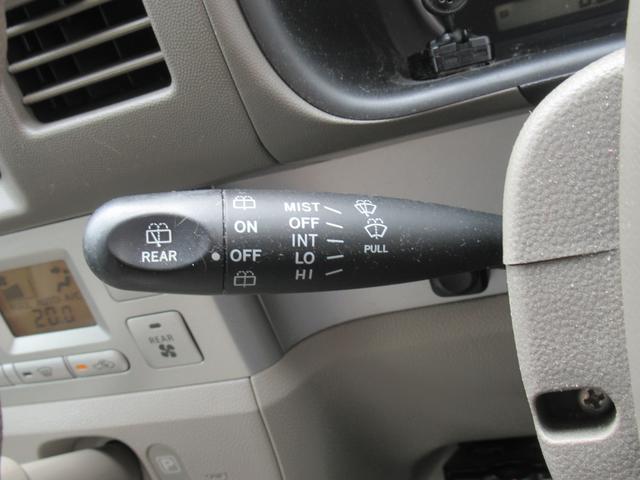 REAR
ON
OFF
MIST
OFF
INT
LO
HI
PULL
20.0
REAR
P